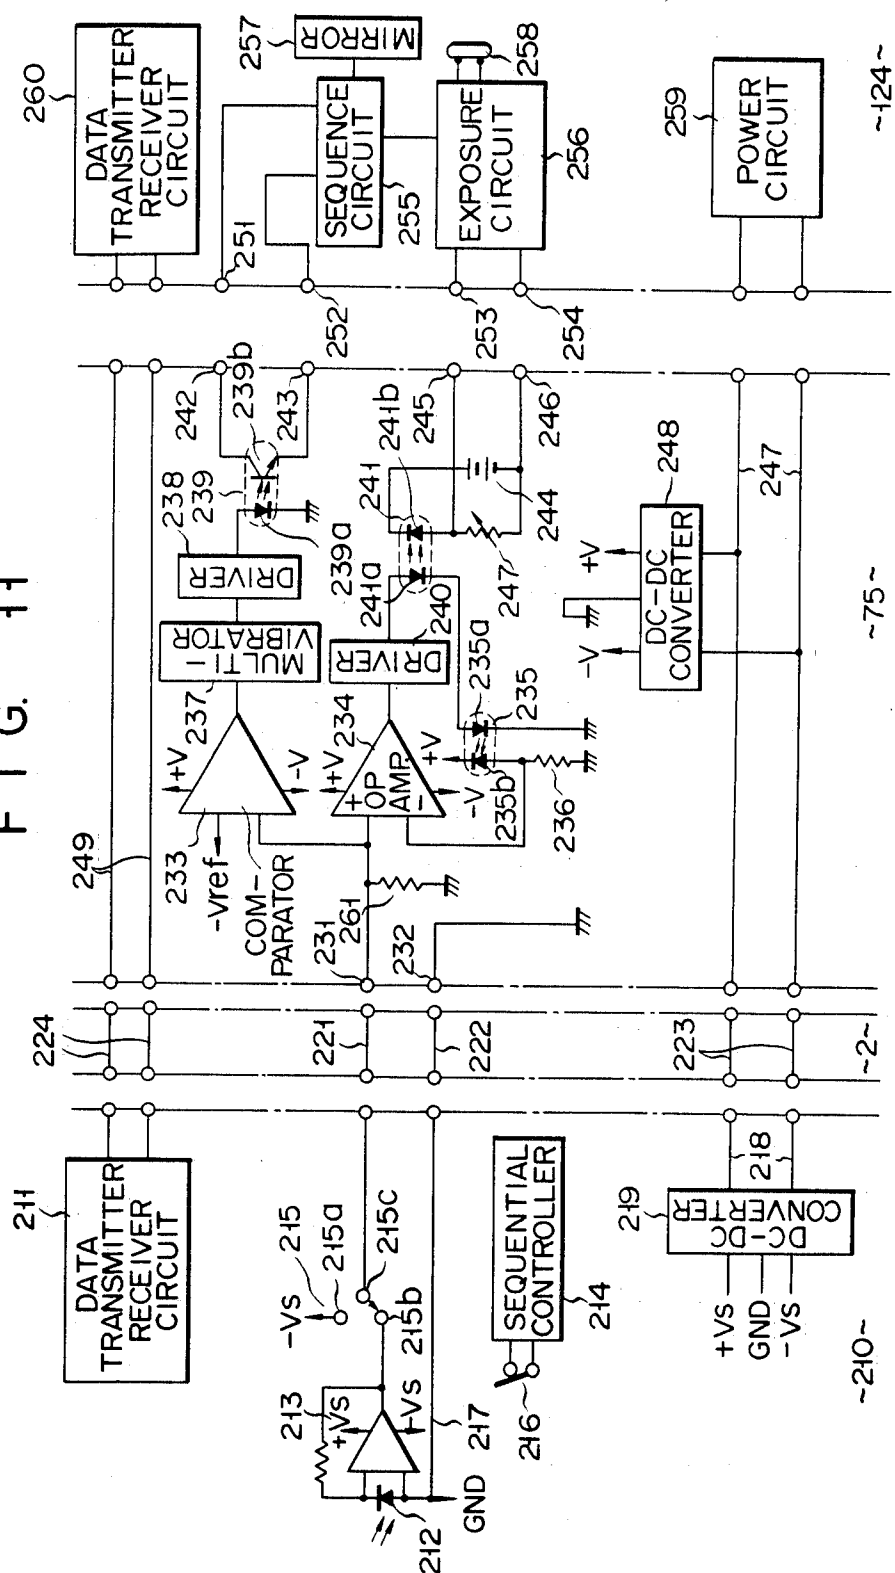 FIG. 11
211
DATA
TRANSMITTER
RECEIVER
CIRCUIT
224
249
260
DATA
TRANSMITTER
RECEIVER
CIRCUIT
233
-Vref
COM-
PARATOR
+V
-V
237
MULTI-
VIBRATOR
238
DRIVER
239
239a
239b
242
243
251
252
257
MIRROR
SEQUENCE
CIRCUIT
255
258
EXPOSURE
CIRCUIT
256
253
254
212
213
+Vs
-Vs
GND
217
215
-Vs
215a
215b
215c
221
222
231
232
261
234
+V
+
OP
AMP.
-
-V
DRIVER
240
241
241a
241b
244
245
246
247
235
235a
235b
+V
236
216
SEQUENTIAL
CONTROLLER
214
+Vs
GND
-Vs
219
DC-DC
CONVERTER
218
223
-V
+V
DC-DC
CONVERTER
248
247
259
POWER
CIRCUIT
~210~
~2~
~75~
~124~